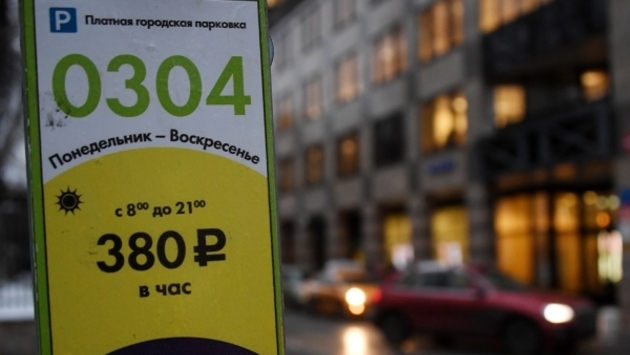 P Платная городская парковка
0304
Понедельник – Воскресенье
с 8⁰⁰ до 21⁰⁰
380 ₽
в час